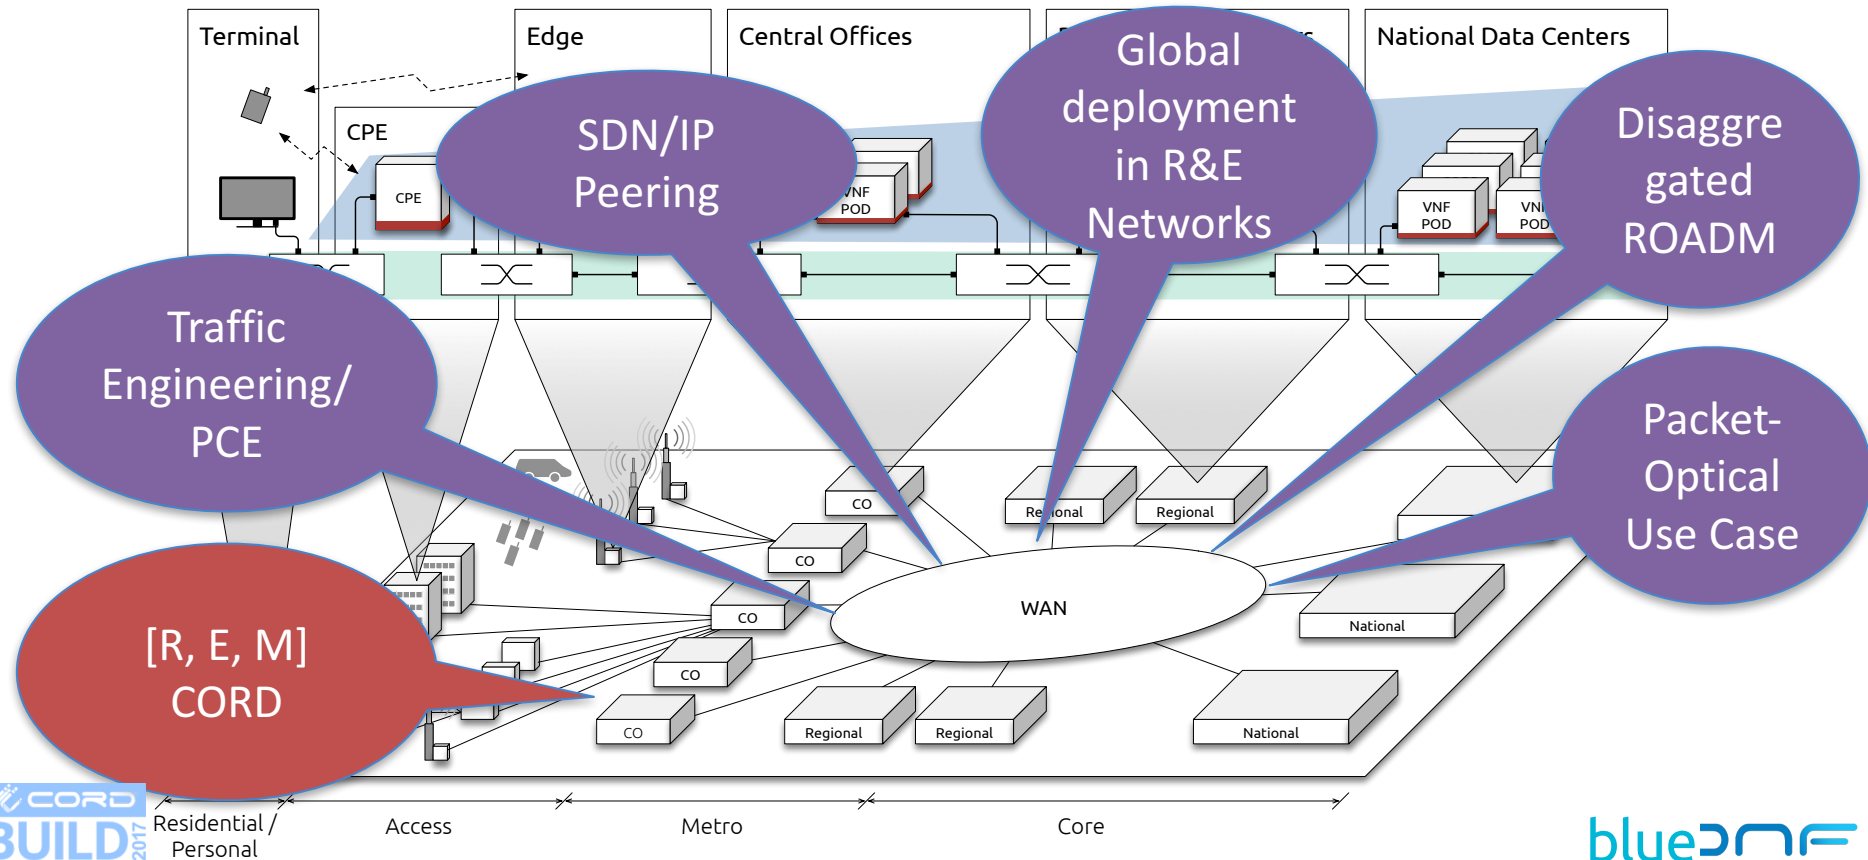 Terminal
Edge
Central Offices
National Data Centers
CPE
CPE
SDN/IP
Peering
Global
deployment
in R&E
Networks
Disaggre
gated
ROADM
VNF
POD
VNF
POD
POD
Traffic
Engineering/
PCE
Packet-
Optical
Use Case
[R, E, M]
CORD
CO
CO
CO
CO
CO
Regional
Regional
WAN
National
Regional
Regional
National
CORD
BUILD 2017
Residential /
Personal
Access
Metro
Core
blue